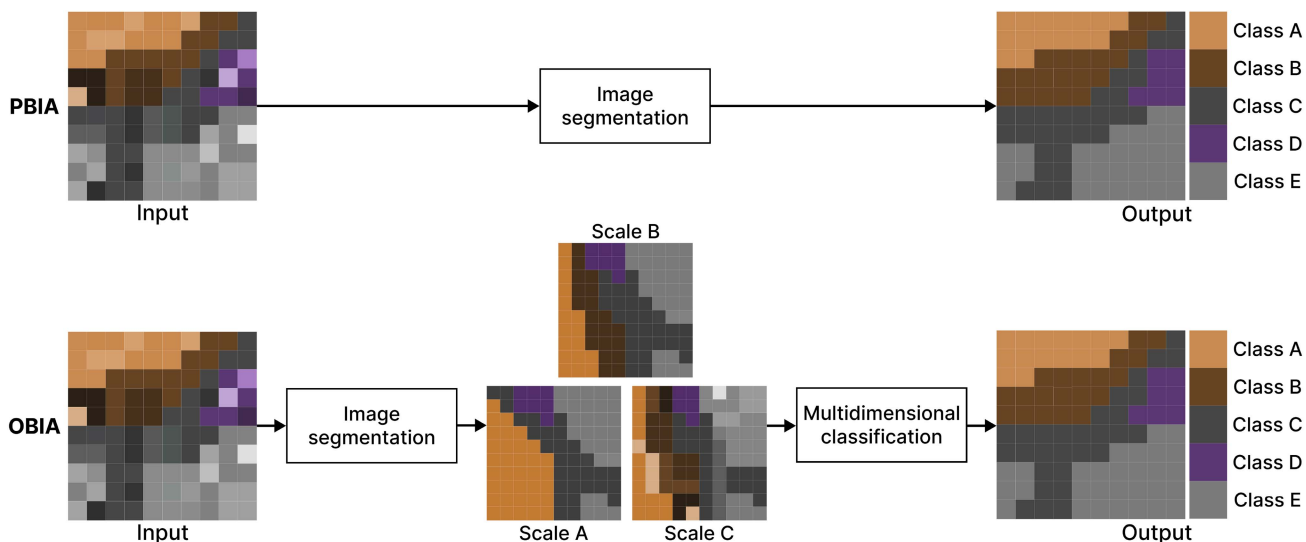 PBIA
Input
Image
segmentation
Output
Class A
Class B
Class C
Class D
Class E
OBIA
Input
Image
segmentation
Scale B
Scale A
Scale C
Multidimensional
classification
Output
Class A
Class B
Class C
Class D
Class E